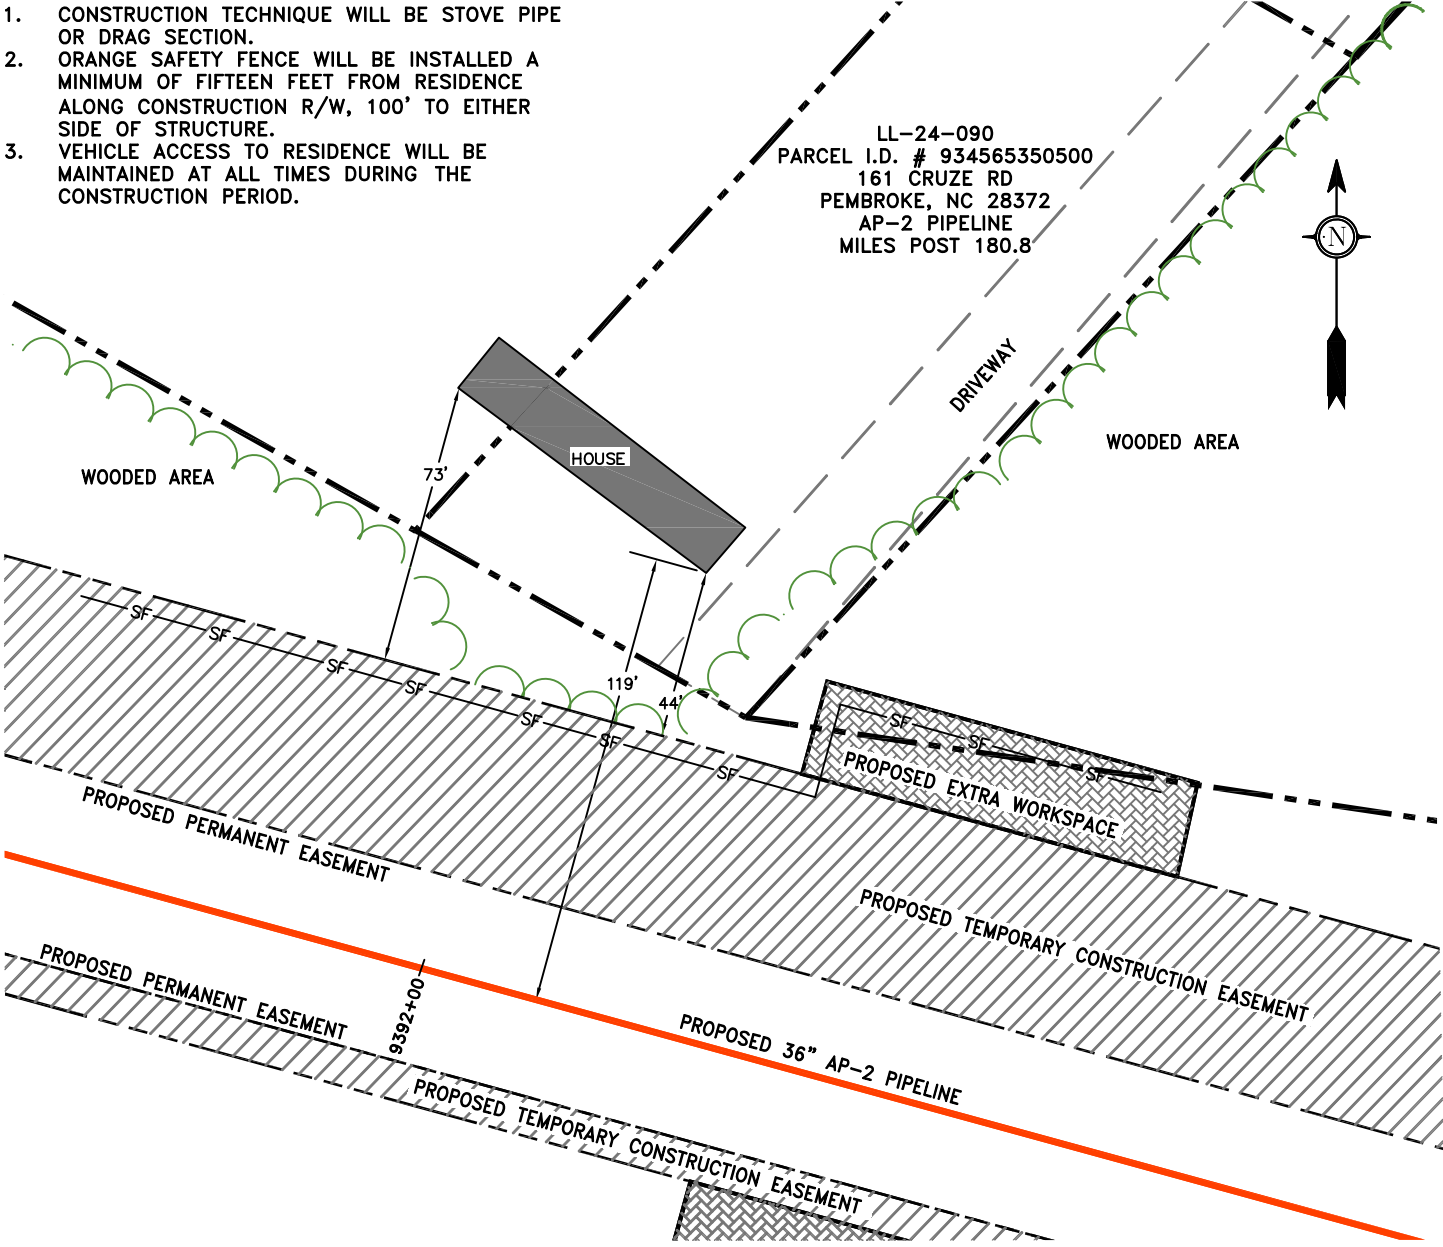 1. CONSTRUCTION TECHNIQUE WILL BE STOVE PIPE
OR DRAG SECTION.
2. ORANGE SAFETY FENCE WILL BE INSTALLED A
MINIMUM OF FIFTEEN FEET FROM RESIDENCE
ALONG CONSTRUCTION R/W, 100' TO EITHER
SIDE OF STRUCTURE.
3. VEHICLE ACCESS TO RESIDENCE WILL BE
MAINTAINED AT ALL TIMES DURING THE
CONSTRUCTION PERIOD.
LL-24-090
PARCEL I.D. # 934565350500
161 CRUZE RD
PEMBROKE, NC 28372
AP-2 PIPELINE
MILES POST 180.8
N
DRIVEWAY
WOODED AREA
HOUSE
73'
WOODED AREA
SF
SF
SF
SF
SF
SF
SF
119'
44'
SF
SF
SF
PROPOSED EXTRA WORKSPACE
PROPOSED PERMANENT EASEMENT
PROPOSED TEMPORARY CONSTRUCTION EASEMENT
PROPOSED PERMANENT EASEMENT
9392+00
PROPOSED 36" AP-2 PIPELINE
PROPOSED TEMPORARY CONSTRUCTION EASEMENT